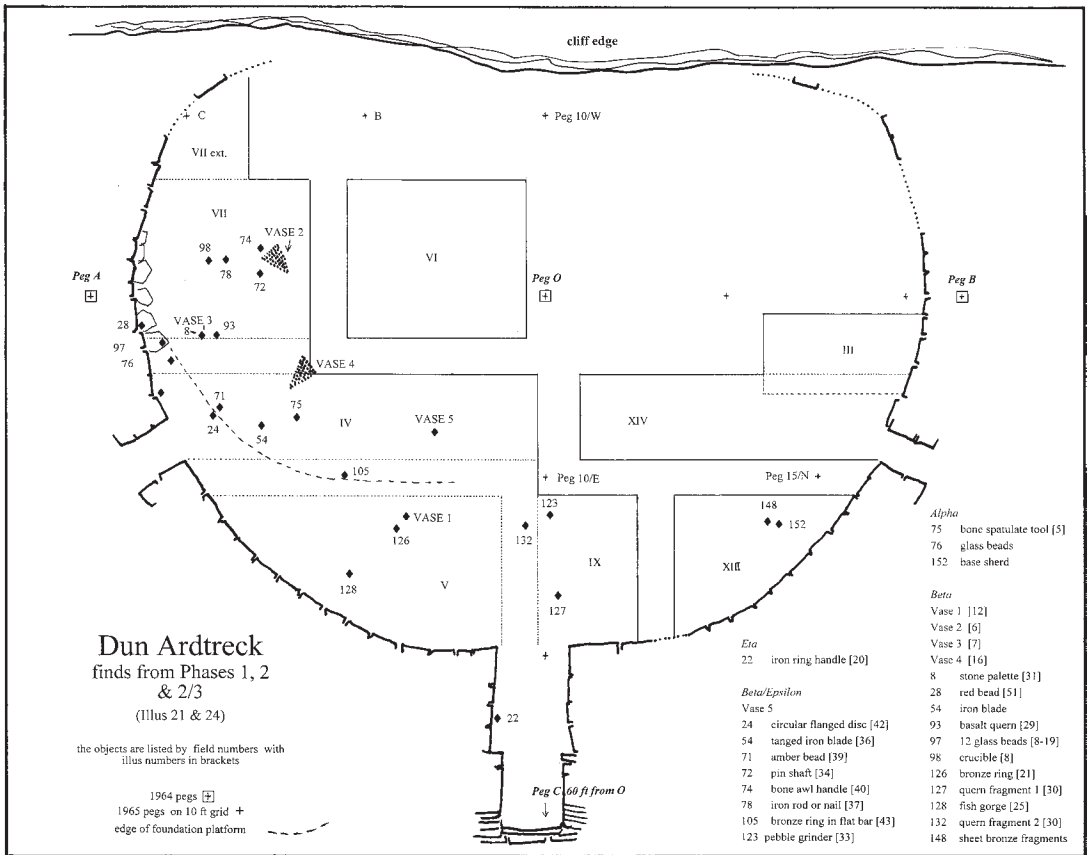 cliff edge
C
B
Peg 10/W
VII ext.
VII
74
VASE 2
98
78
72
VI
Peg A
Peg O
Peg B
VASE 3
28
8
93
97
76
VASE 4
III
71
75
24
54
IV
VASE 5
XIV
105
Peg 10/E
Peg 15/N
123
148
VASE 1
126
132
152
IX
XIII
128
V
127
22
Peg C 60 ft from O
Dun Ardtreck
finds from Phases 1, 2
& 2/3
(Illus 21 & 24)
the objects are listed by field numbers with
illus numbers in brackets
1964 pegs
1965 pegs on 10 ft grid
edge of foundation platform
Eta
22 iron ring handle [20]
Beta/Epsilon
Vase 5
24 circular flanged disc [42]
54 tanged iron blade [36]
71 amber bead [39]
72 pin shaft [34]
74 bone awl handle [40]
78 iron rod or nail [37]
105 bronze ring in flat bar [43]
123 pebble grinder [33]
Alpha
75 bone spatulate tool [5]
76 glass beads
152 base sherd
Beta
Vase 1 ]12]
Vase 2 [6]
Vase 3 [7]
Vase 4 [16]
8 stone palette [31]
28 red bead [51]
54 iron blade
93 basalt quern [29]
97 12 glass beads [8-19]
98 crucible [8]
126 bronze ring [21]
127 quern fragment 1 [30]
128 fish gorge [25]
132 quern fragment 2 [30]
148 sheet bronze fragments